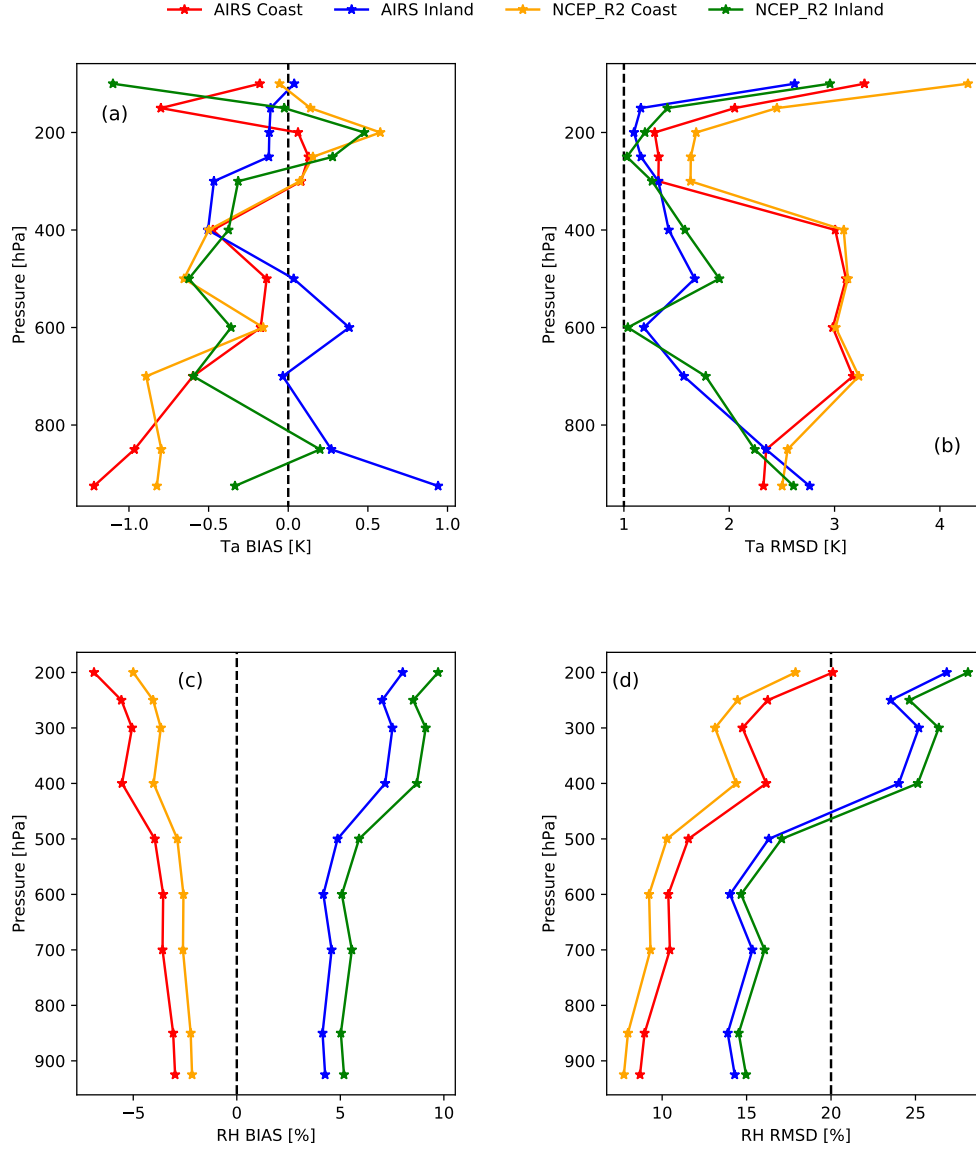 AIRS Coast AIRS Inland NCEP_R2 Coast NCEP_R2 Inland
(a)
200
400
600
800
Pressure [hPa]
−1.0 −0.5 0.0 0.5 1.0
Ta BIAS [K]
(b)
200
400
600
800
Pressure [hPa]
1 2 3 4
Ta RMSD [K]
(c)
200
300
400
500
600
700
800
900
Pressure [hPa]
−5 0 5 10
RH BIAS [%]
(d)
200
300
400
500
600
700
800
900
Pressure [hPa]
10 15 20 25
RH RMSD [%]